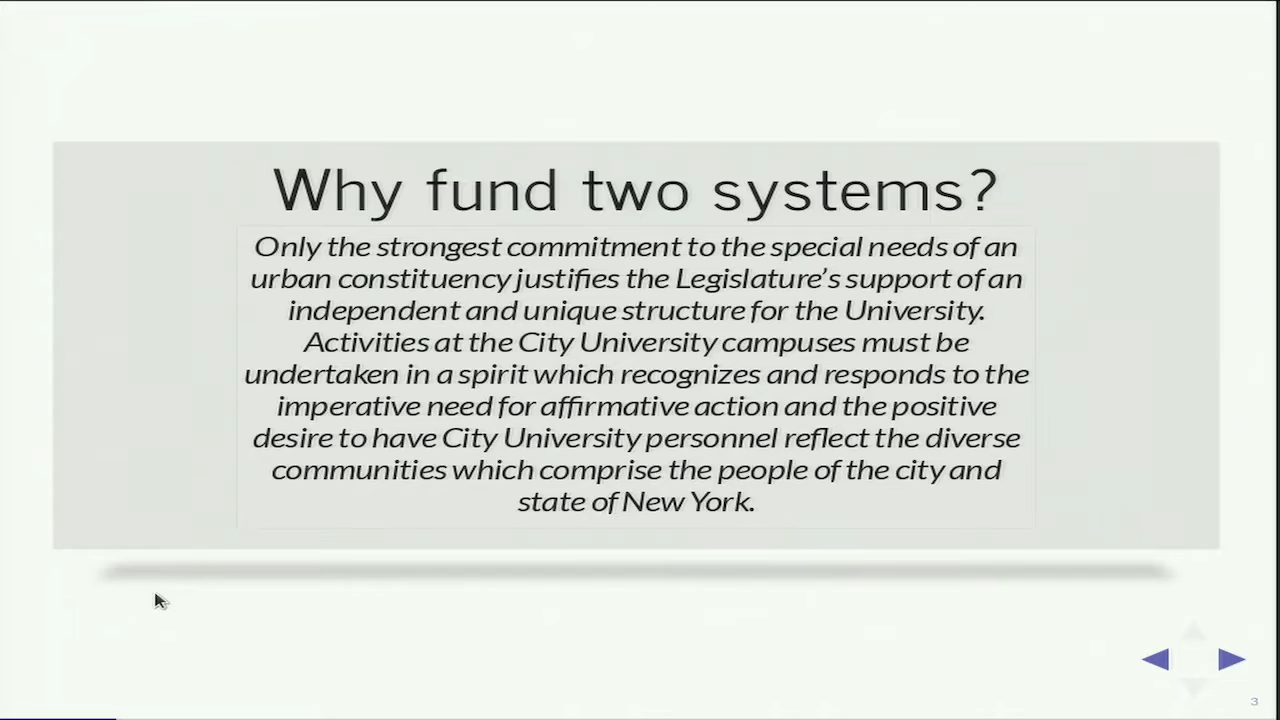 Why fund two systems?
Only the strongest commitment to the special needs of an
urban constituency justifies the Legislature’s support of an
independent and unique structure for the University.
Activities at the City University campuses must be
undertaken in a spirit which recognizes and responds to the
imperative need for affirmative action and the positive
desire to have City University personnel reflect the diverse
communities which comprise the people of the city and
state of New York.
3